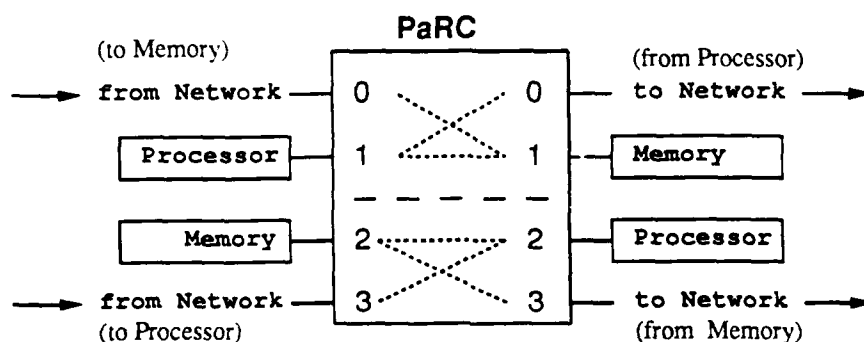 PaRC
(to Memory)
(from Processor)
from Network 0 0 to Network
Processor 1 1 Memory
Memory 2 2 Processor
from Network 3 3 to Network
(to Processor)
(from Memory)